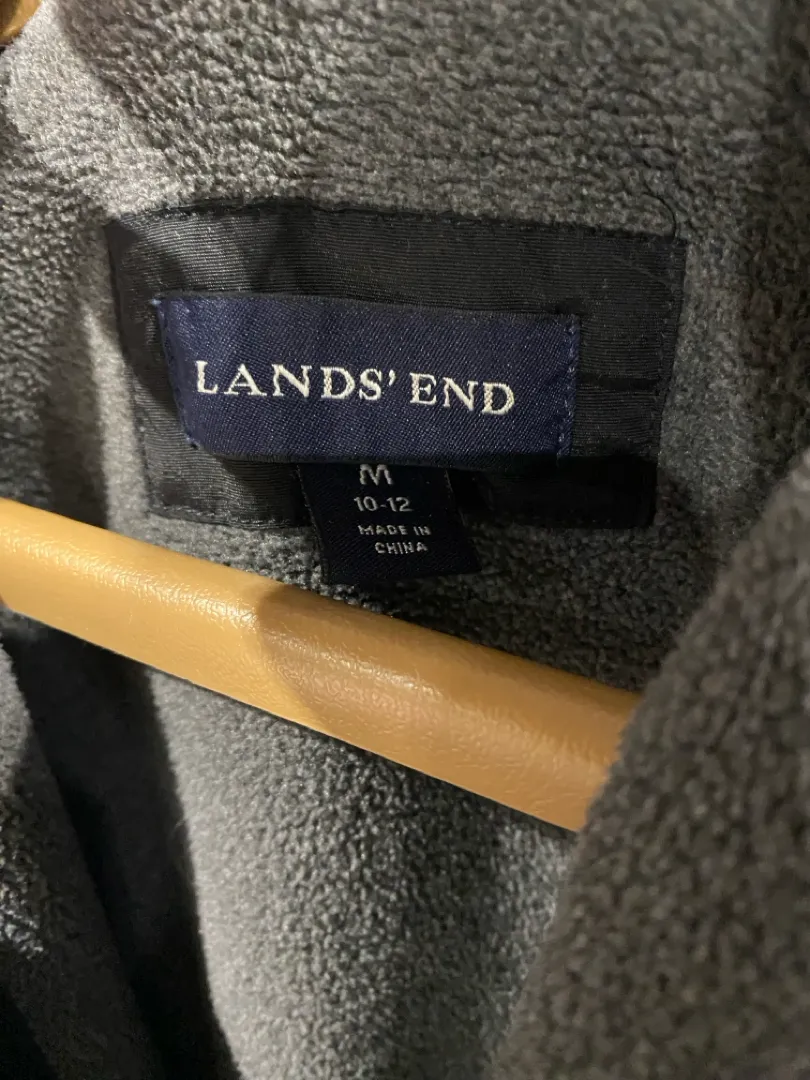 LANDS' END
M
10-12
MADE IN
CHINA